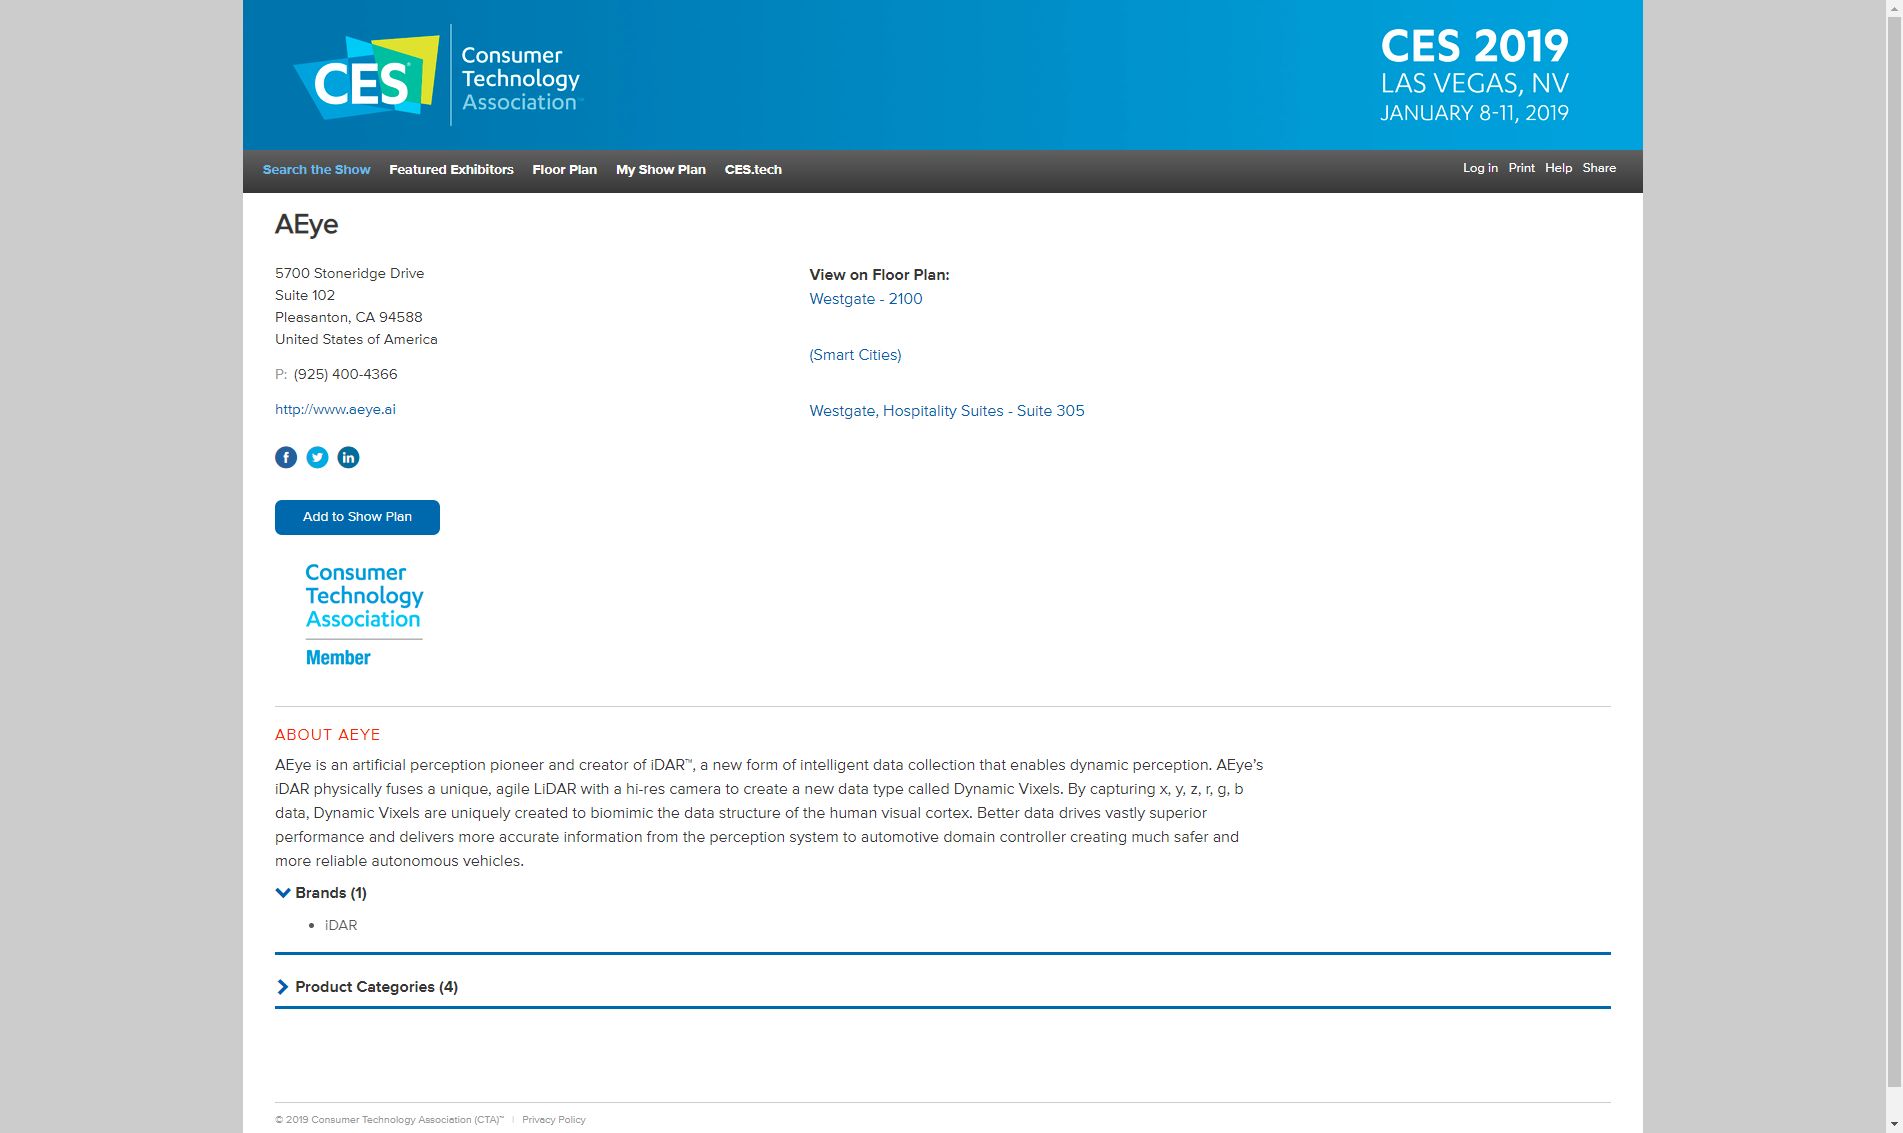 CES
Consumer
Technology
Association
CES 2019
LAS VEGAS, NV
JANUARY 8-11, 2019
Search the Show Featured Exhibitors Floor Plan My Show Plan CES.tech Log in Print Help Share
AEye
5700 Stoneridge Drive
Suite 102
Pleasanton, CA 94588
United States of America
P: (925) 400-4366
http://www.aeye.ai
View on Floor Plan:
Westgate - 2100
(Smart Cities)
Westgate, Hospitality Suites - Suite 305
Add to Show Plan
Consumer
Technology
Association
Member
ABOUT AEYE
AEye is an artificial perception pioneer and creator of iDAR™, a new form of intelligent data collection that enables dynamic perception. AEye’s
iDAR physically fuses a unique, agile LiDAR with a hi-res camera to create a new data type called Dynamic Vixels. By capturing x, y, z, r, g, b
data, Dynamic Vixels are uniquely created to biomimic the data structure of the human visual cortex. Better data drives vastly superior
performance and delivers more accurate information from the perception system to automotive domain controller creating much safer and
more reliable autonomous vehicles.
Brands (1)
• iDAR
Product Categories (4)
© 2019 Consumer Technology Association (CTA)™ | Privacy Policy